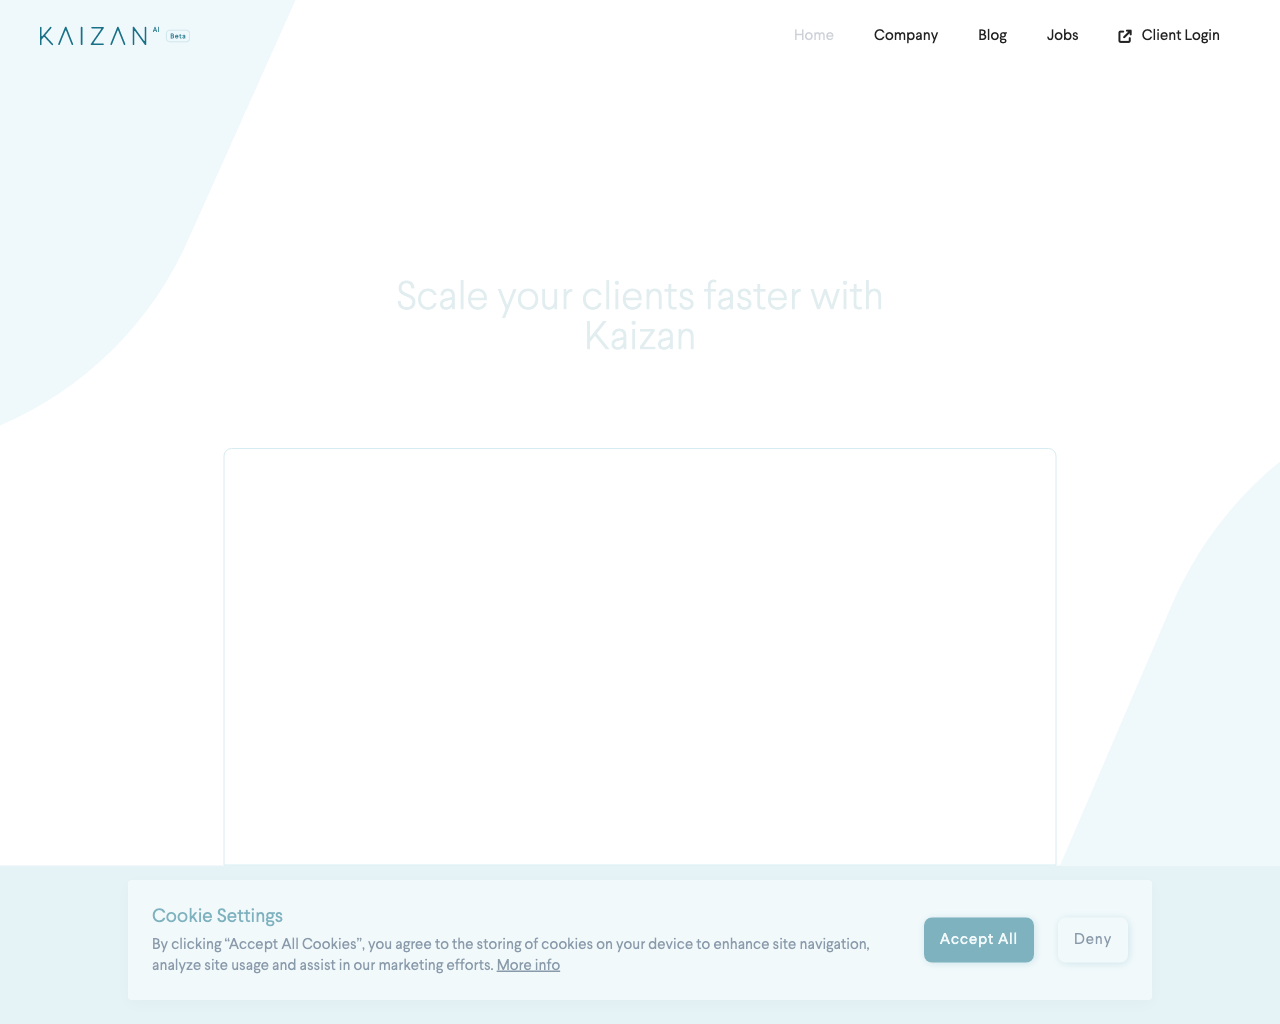 KAIZAN AI Beta
Home
Company
Blog
Jobs
Client Login
Scale your clients faster with
Kaizan
Cookie Settings
By clicking “Accept All Cookies”, you agree to the storing of cookies on your device to enhance site navigation,
analyze site usage and assist in our marketing efforts. More info
Accept All
Deny